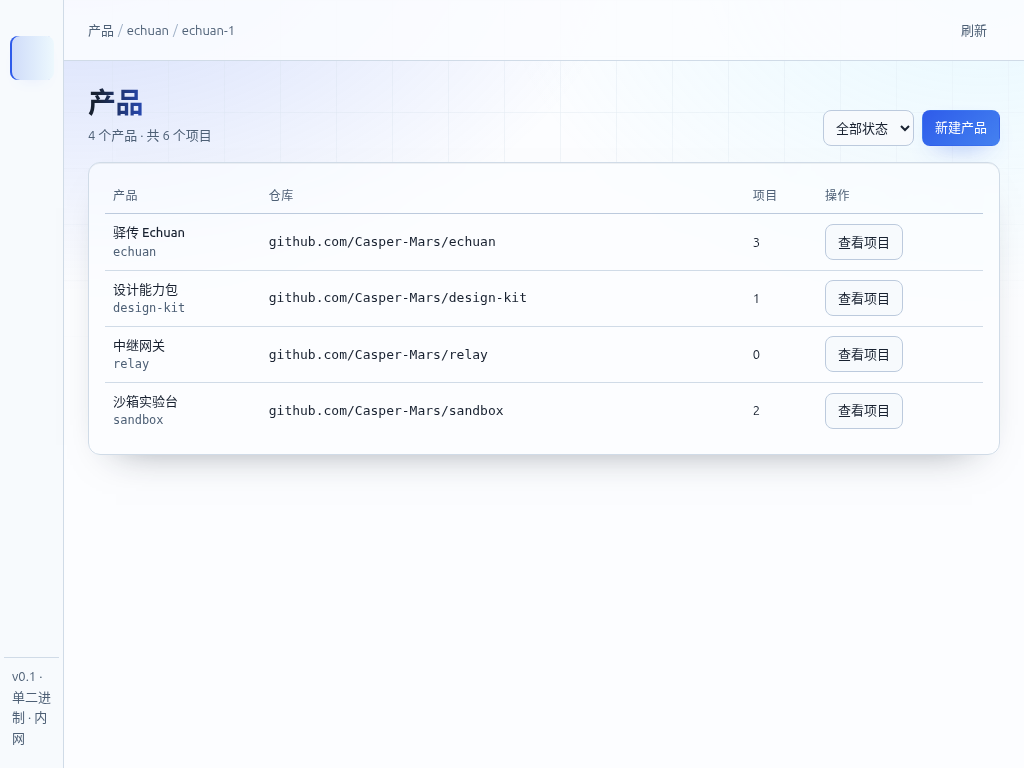 产品 / echuan / echuan-1
刷新
产品
4 个产品 · 共 6 个项目
全部状态
新建产品
产品 仓库 项目 操作
驿传 Echuan
echuan
github.com/Casper-Mars/echuan 3 查看项目
设计能力包
design-kit
github.com/Casper-Mars/design-kit 1 查看项目
中继网关
relay
github.com/Casper-Mars/relay 0 查看项目
沙箱实验台
sandbox
github.com/Casper-Mars/sandbox 2 查看项目
v0.1 ·
单二进
制 · 内
网